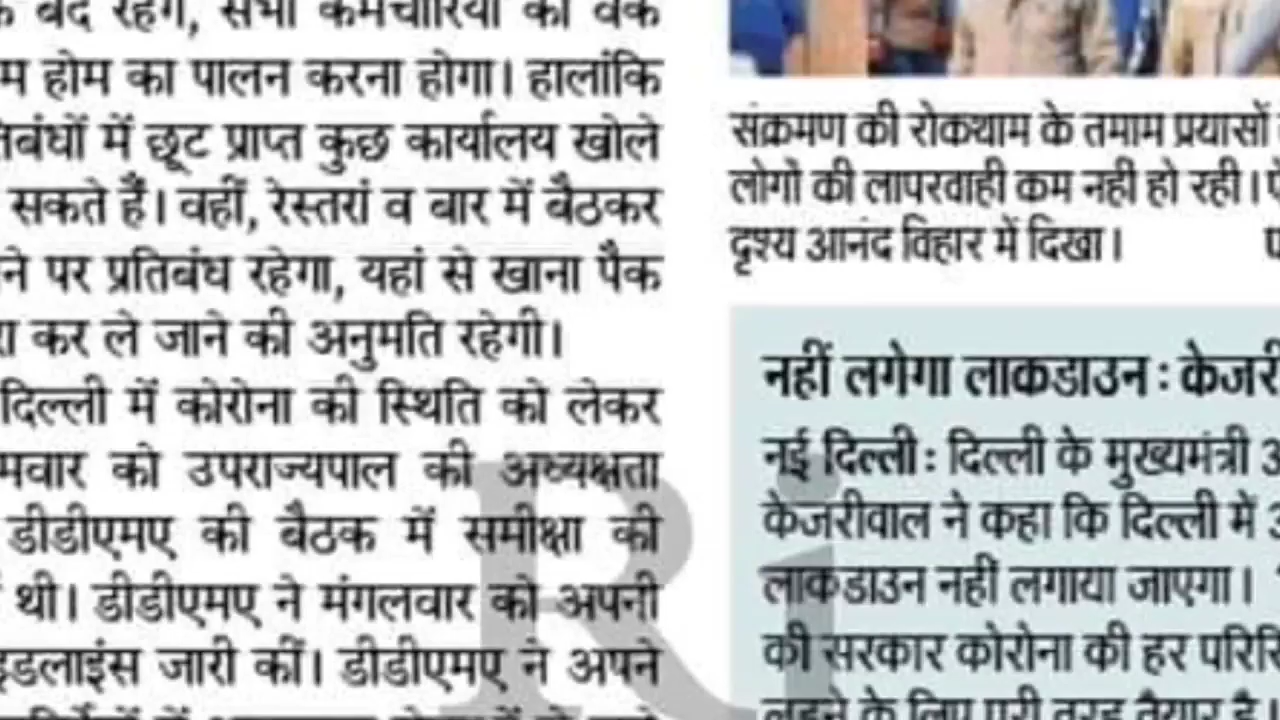 बंद रहेंगे, सभी कर्मचारियों को वर्क
होम का पालन करना होगा। हालांकि
में छूट प्राप्त कुछ कार्यालय खोले
सकते हैं। वहीं, रेस्तरां व बार में बैठकर
पर प्रतिबंध रहेगा, यहां से खाना पैक
कर ले जाने की अनुमति रहेगी।
दिल्ली में कोरोना की स्थिति को लेकर
को उपराज्यपाल की अध्यक्षता
डीडीएमए की बैठक में समीक्षा की
थी। डीडीएमए ने मंगलवार को अपनी
जारी कीं। डीडीएमए ने अपने
संक्रमण की रोकथाम के तमाम प्रयासों
लोगों की लापरवाही कम नही हो रही।
दृश्य आनंद विहार में दिखा।
नहीं लगेगा लाकडाउन : केजरी
नई दिल्ली : दिल्ली के मुख्यमंत्री
केजरीवाल ने कहा कि दिल्ली में
लाकडाउन नहीं लगाया जाएगा।
की सरकार कोरोना की हर
लड़ने के लिए पूरी तरह तैयार है।
Ri